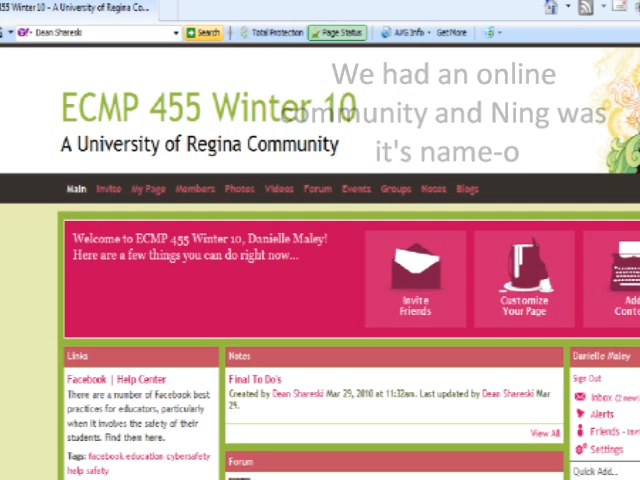 455 Winter 10 - A University of Regina Co...
Dean Shareski
Search
Total Protection
Page Status
AVG Info
Get More
We had an online
community and Ning was
it's name-o
ECMP 455 Winter 10
A University of Regina Community
Main Invite My Page Members Photos Videos Forum Events Groups Notes Blogs
Welcome to ECMP 455 Winter 10, Danielle Maley!
Here are a few things you can do right now...
Invite
Friends
Customize
Your Page
Add
Conte
Links
Facebook | Help Center
There are a number of Facebook best
practices for educators, particularly
when it involves the safety of their
students. Find them here.
Tags: facebook education cybersafety
help safety
Notes
Final To Do's
Created by Dean Shareski Mar 29, 2010 at 11:32am. Last updated by Dean Shareski Mar
29.
View All
Forum
Danielle Maley
Sign Out
Inbox (2 new)
Alerts
Friends - Inv
Settings
Quick Add...